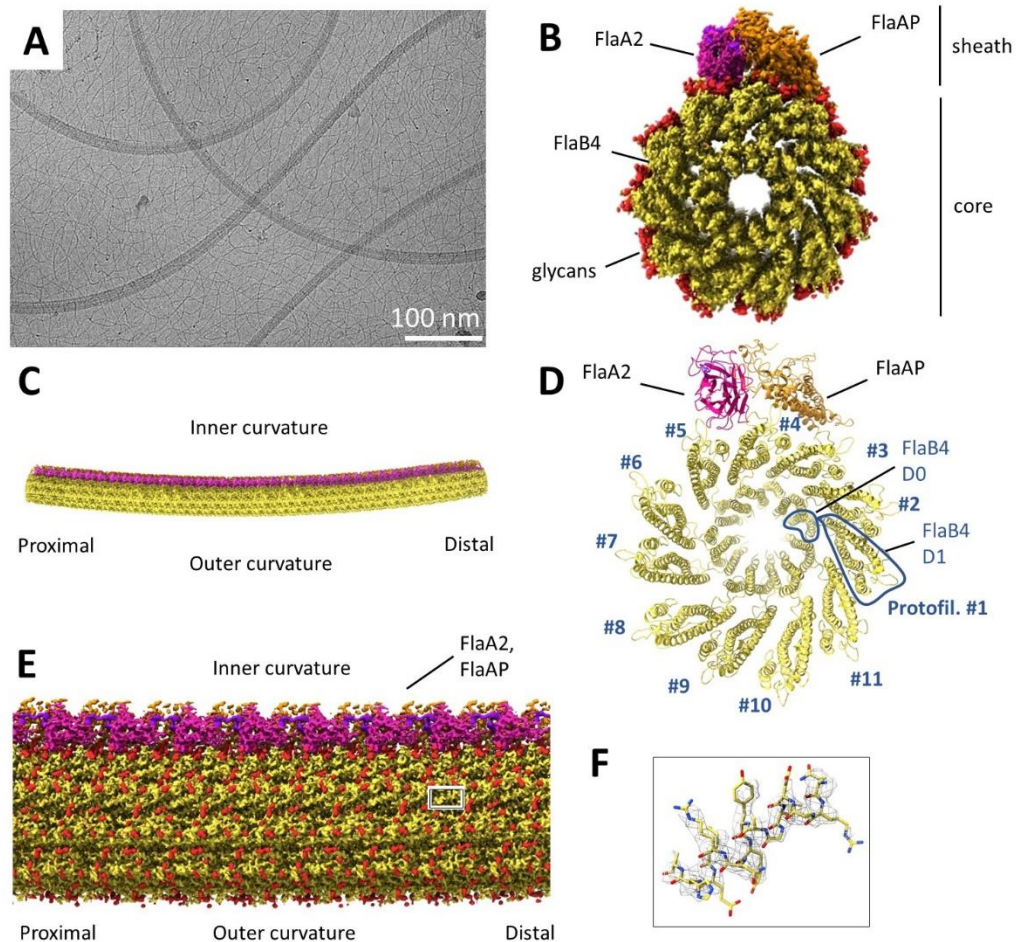 A
100 nm
B
FlaA2
FlaAP
sheath
FlaB4
core
glycans
C
Inner curvature
Proximal
Distal
Outer curvature
D
FlaA2
FlaAP
#5
#4
#3
FlaB4
D0
#6
#2
#7
FlaB4
D1
Protofil. #1
#8
#9
#10
#11
E
Inner curvature
FlaA2,
FlaAP
Proximal
Outer curvature
Distal
F